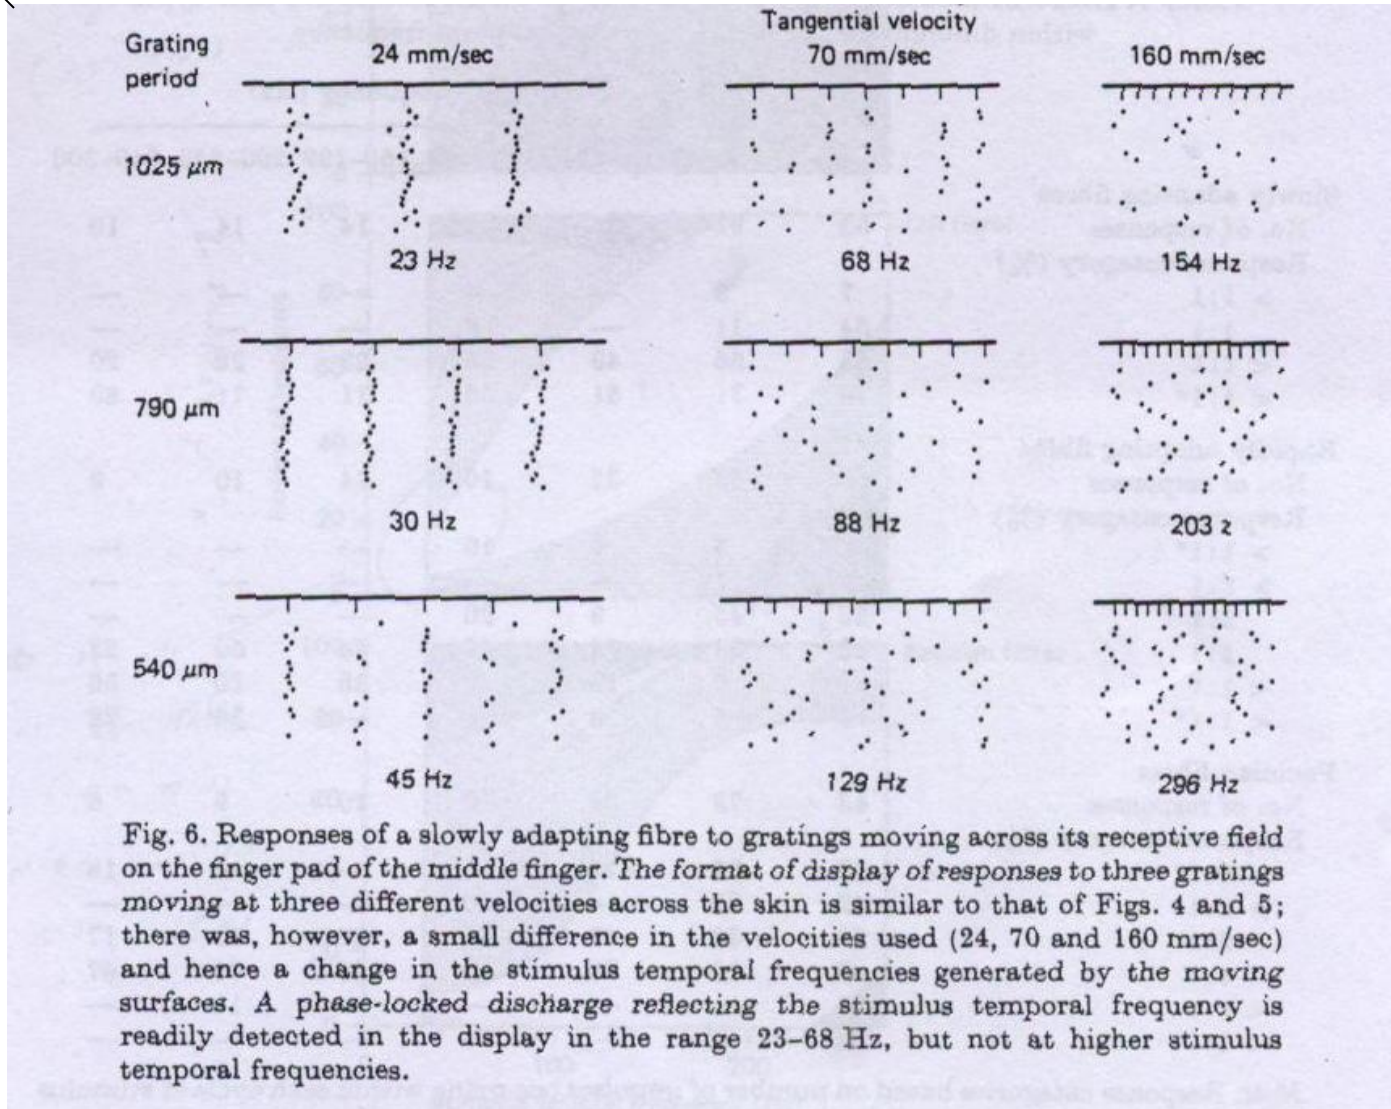 Tangential velocity
Grating period
24 mm/sec
70 mm/sec
160 mm/sec
1025 μm
23 Hz
68 Hz
154 Hz
790 μm
30 Hz
88 Hz
203 z
540 μm
45 Hz
129 Hz
296 Hz
Fig. 6. Responses of a slowly adapting fibre to gratings moving across its receptive field
on the finger pad of the middle finger. The format of display of responses to three gratings
moving at three different velocities across the skin is similar to that of Figs. 4 and 5;
there was, however, a small difference in the velocities used (24, 70 and 160 mm/sec)
and hence a change in the stimulus temporal frequencies generated by the moving
surfaces. A phase-locked discharge reflecting the stimulus temporal frequency is
readily detected in the display in the range 23–68 Hz, but not at higher stimulus
temporal frequencies.